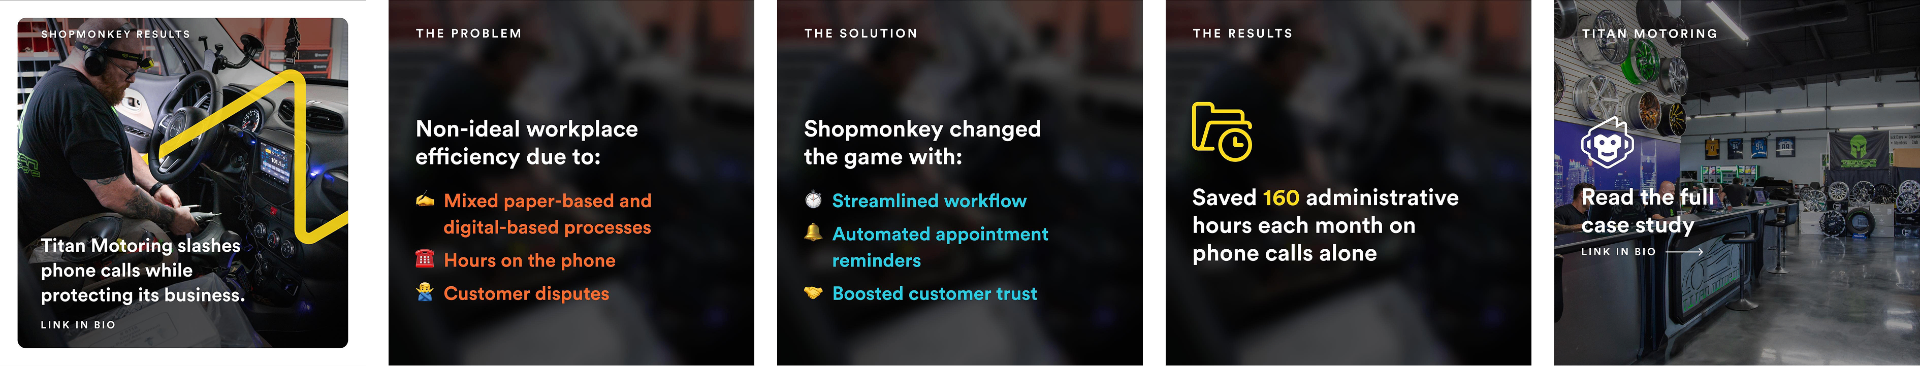 SHOPMONKEY RESULTS
Titan Motoring slashes
phone calls while
protecting its business.
LINK IN BIO
THE PROBLEM
Non-ideal workplace
efficiency due to:
Mixed paper-based and
digital-based processes
Hours on the phone
Customer disputes
THE SOLUTION
Shopmonkey changed
the game with:
Streamlined workflow
Automated appointment
reminders
Boosted customer trust
THE RESULTS
Saved 160 administrative
hours each month on
phone calls alone
TITAN MOTORING
Read the full
case study
LINK IN BIO